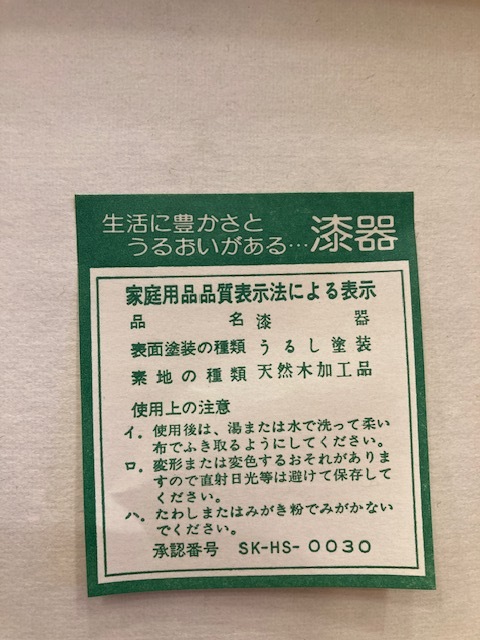 生活に豊かさと
うるおいがある…漆器
家庭用品品質表示法による表示
品名 漆器
表面塗装の種類 うるし塗装
素地の種類 天然木加工品
使用上の注意
イ. 使用後は、湯または水で洗って柔い
布でふき取るようにしてください。
ロ. 変形または変色するおそれがありま
すので直射日光等は避けて保存して
ください。
ハ. たわしまたはみがき粉でみがかない
でください。
承認番号 SK-HS-0030